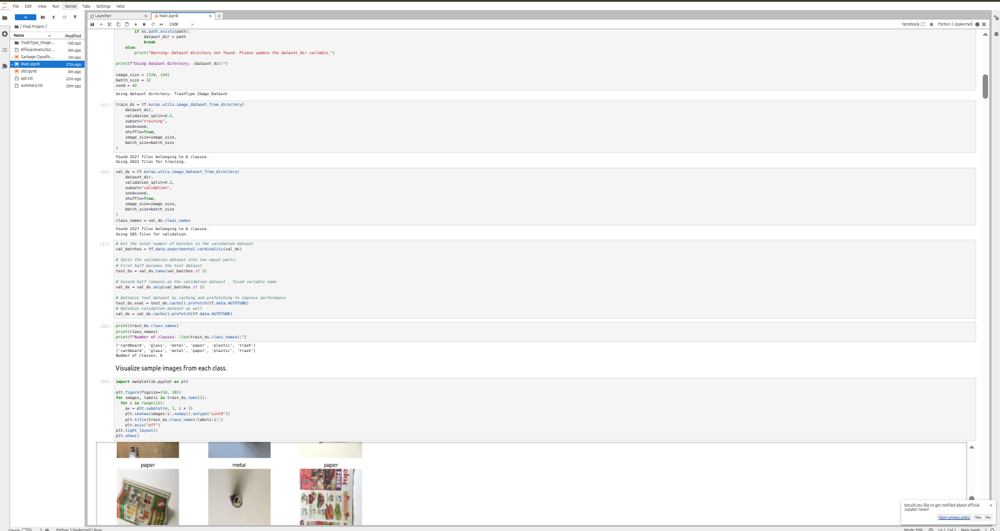 File Edit View Run Kernel Tabs Settings Help
Launcher
Main.ipynb
Code
Notebook
Python 3 (ipykernel)
/ Final Project /
Name Modified
TrashType_Image... 16d ago
Efficientnetv2b2... 6m ago
Garbage Classific... 3m ago
Main.ipynb 27m ago
old.ipynb 8m ago
ppt.txt 22m ago
summary.txt 26m ago
if os.path.exists(path):
dataset_dir = path
break
else:
print("Warning: Dataset directory not found. Please update the dataset_dir variable.")
print(f"Using dataset directory: {dataset_dir}")
image_size = (124, 124)
batch_size = 32
seed = 42
Using dataset directory: TrashType_Image_Dataset
[15]: train_ds = tf.keras.utils.image_dataset_from_directory(
dataset_dir,
validation_split=0.2,
subset="training",
seed=seed,
shuffle=True,
image_size=image_size,
batch_size=batch_size
)
Found 2527 files belonging to 6 classes.
Using 2022 files for training.
[16]: val_ds = tf.keras.utils.image_dataset_from_directory(
dataset_dir,
validation_split=0.2,
subset="validation",
seed=seed,
shuffle=True,
image_size=image_size,
batch_size=batch_size
)
class_names = val_ds.class_names
Found 2527 files belonging to 6 classes.
Using 505 files for validation.
[17]: # Get the total number of batches in the validation dataset
val_batches = tf.data.experimental.cardinality(val_ds)
# Split the validation dataset into two equal parts:
# First half becomes the test dataset
test_ds = val_ds.take(val_batches // 2)
# Second half remains as the validation dataset - fixed variable name
val_ds = val_ds.skip(val_batches // 2)
# Optimize test dataset by caching and prefetching to improve performance
test_ds_eval = test_ds.cache().prefetch(tf.data.AUTOTUNE)
# Optimize validation dataset as well
val_ds = val_ds.cache().prefetch(tf.data.AUTOTUNE)
[18]: print(train_ds.class_names)
print(class_names)
print(f"Number of classes: {len(train_ds.class_names)}")
['cardboard', 'glass', 'metal', 'paper', 'plastic', 'trash']
['cardboard', 'glass', 'metal', 'paper', 'plastic', 'trash']
Number of classes: 6
Visualize sample images from each class.
[19]: import matplotlib.pyplot as plt
plt.figure(figsize=(10, 10))
for images, labels in train_ds.take(1):
for i in range(12):
ax = plt.subplot(4, 3, i + 1)
plt.imshow(images[i].numpy().astype("uint8"))
plt.title(train_ds.class_names[labels[i]])
plt.axis("off")
plt.tight_layout()
plt.show()
paper metal paper
FREE
Would you like to get notified about official
Jupyter news?
Open privacy policy Yes No
Simple 3 Python 3 (ipykernel) | Busy
Mode: Edit Ln 1, Col 1 Main.ipynb 1